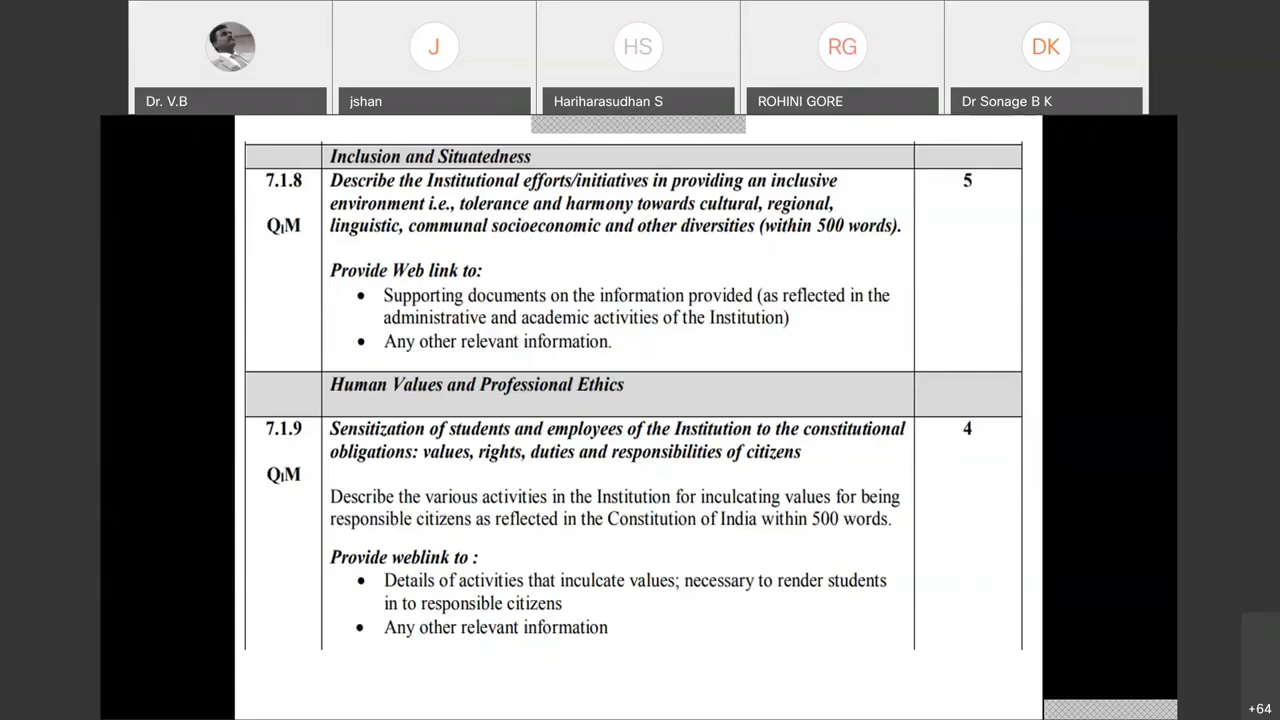 J
HS
RG
DK
Dr. V.B
jshan
Hariharasudhan S
ROHINI GORE
Dr Sonage B K
Inclusion and Situatedness
7.1.8
Describe the Institutional efforts/initiatives in providing an inclusive
5
environment i.e., tolerance and harmony towards cultural, regional,
QlM
linguistic, communal socioeconomic and other diversities (within 500 words).
Provide Web link to:
• Supporting documents on the information provided (as reflected in the
administrative and academic activities of the Institution)
• Any other relevant information.
Human Values and Professional Ethics
7.1.9
Sensitization of students and employees of the Institution to the constitutional
4
obligations: values, rights, duties and responsibilities of citizens
QlM
Describe the various activities in the Institution for inculcating values for being
responsible citizens as reflected in the Constitution of India within 500 words.
Provide weblink to :
• Details of activities that inculcate values; necessary to render students
in to responsible citizens
• Any other relevant information
+64